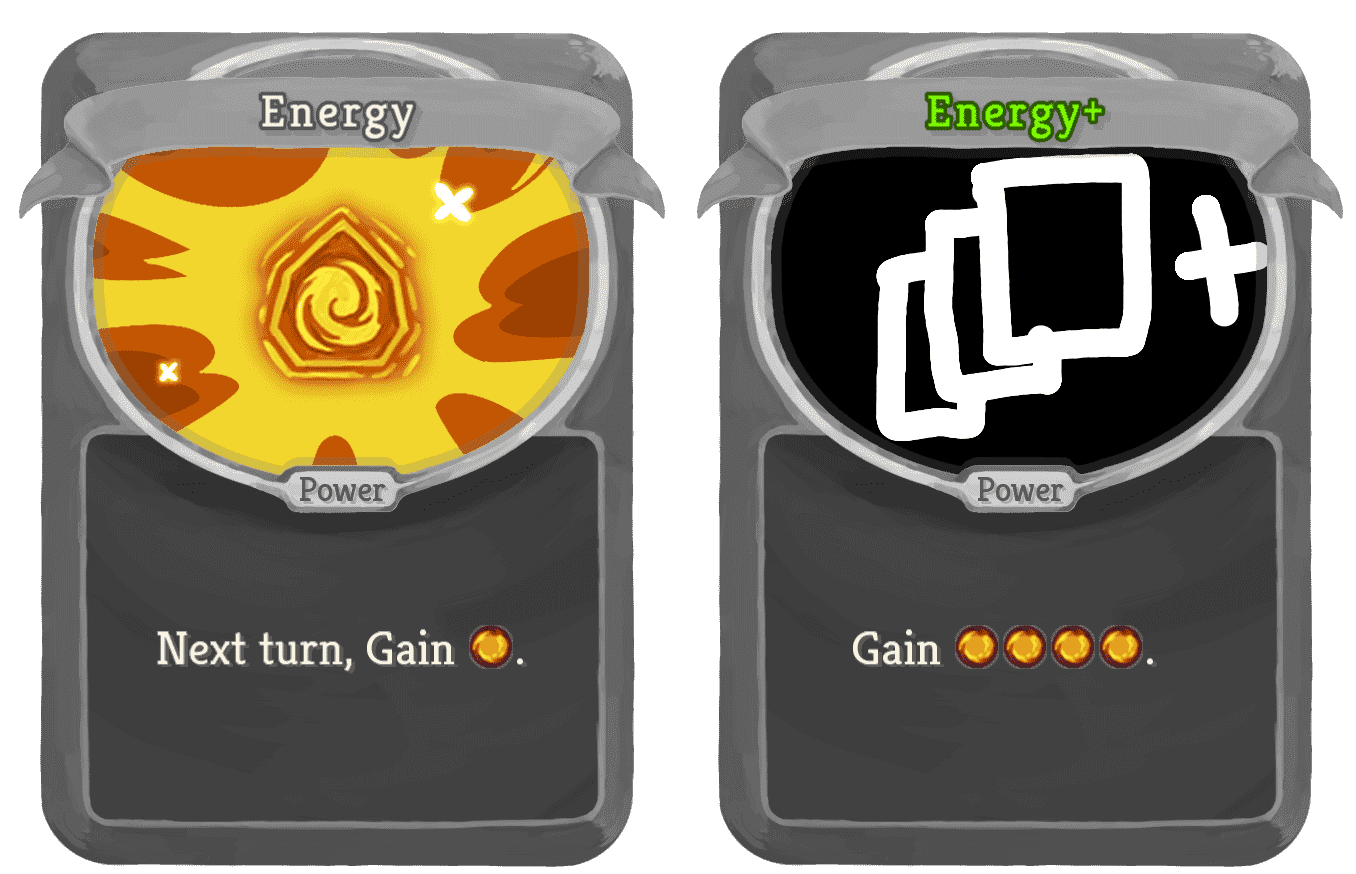 Energy
Power
Next turn, Gain .
Energy+
Power
Gain .